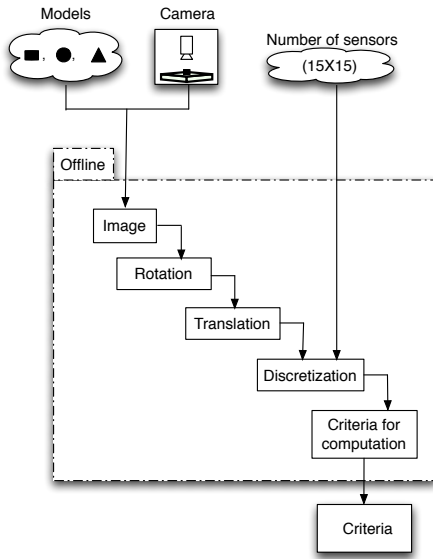 Models
Camera
Number of sensors
■, ●, ▲
(15X15)
Offline
Image
Rotation
Translation
Discretization
Criteria for
computation
Criteria